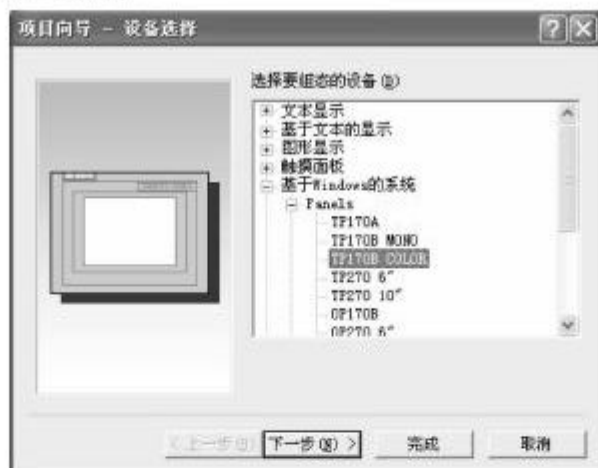 项目向导 - 设备选择
选择要组态的设备(D)
文本显示
基于文本的显示
图形显示
触摸面板
基于Windows的系统
Panels
TP170A
TP170B MONO
TP170B COLOR
TP270 6"
TP270 10"
OP170B
OP270 6"
< 上一步(B)
下一步(N) >
完成
取消